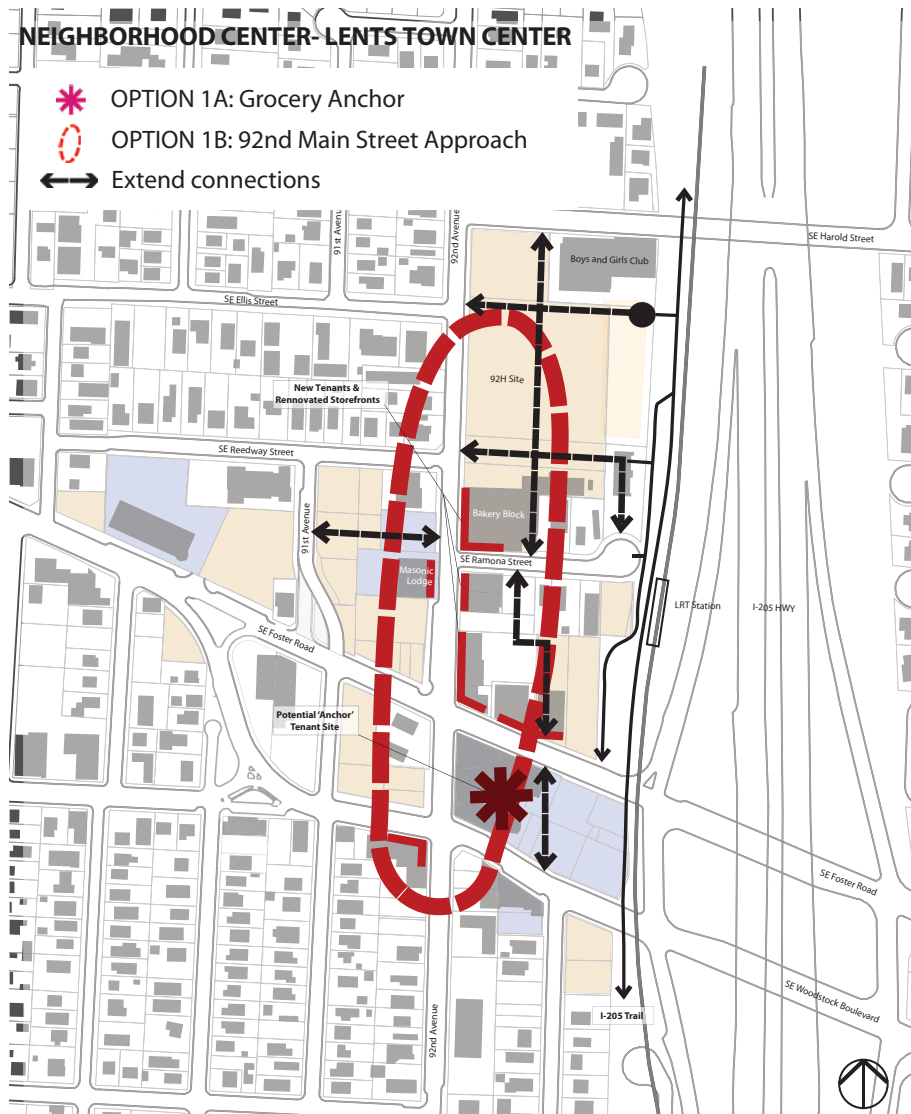 NEIGHBORHOOD CENTER- LENTS TOWN CENTER
OPTION 1A: Grocery Anchor
OPTION 1B: 92nd Main Street Approach
Extend connections
91st Avenue
92nd Avenue
SE Harold Street
Boys and Girls Club
SE Ellis Street
92H Site
New Tenants &
Rennovated Storefronts
SE Reedway Street
91st Avenue
Bakery Block
SE Ramona Street
Masonic
Lodge
LRT Station
I-205 HWY
SE Foster Road
Potential 'Anchor'
Tenant Site
SE Foster Road
SE Woodstock Boulevard
I-205 Trail
92nd Avenue